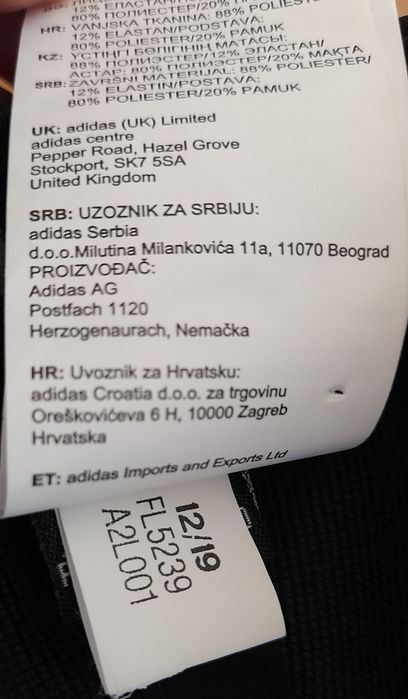 12% ЕЛАСТАН/
80% ПОЛИЕСТЕР/20%
HR: VANJSKA TKANINA: 88% POLIESTER/
12% ELASTAN/PODSTAVA:
80% POLIESTER/20% PAMUK
KZ: ҮСТІҢГІ БӨЛІГІНІҢ МАТАСЫ:
88% ПОЛИЭСТЕР/12% ЭЛАСТАН/
АСТАР: 80% ПОЛИЭСТЕР/20% МАҚТА
SRB: ZAVRŠNI MATERIJAL: 88% POLIESTER/
12% ELASTIN/POSTAVA:
80% POLIESTER/20% PAMUK
UK: adidas (UK) Limited
adidas centre
Pepper Road, Hazel Grove
Stockport, SK7 5SA
United Kingdom
SRB: UZOZNIK ZA SRBIJU:
adidas Serbia
d.o.o.Milutina Milankovića 11a, 11070 Beograd
PROIZVOĐAČ:
Adidas AG
Postfach 1120
Herzogenaurach, Nemačka
HR: Uvoznik za Hrvatsku:
adidas Croatia d.o.o. za trgovinu
Oreškovićeva 6 H, 10000 Zagreb
Hrvatska
ET: adidas Imports and Exports Ltd
12/19
FL5239
A2L001